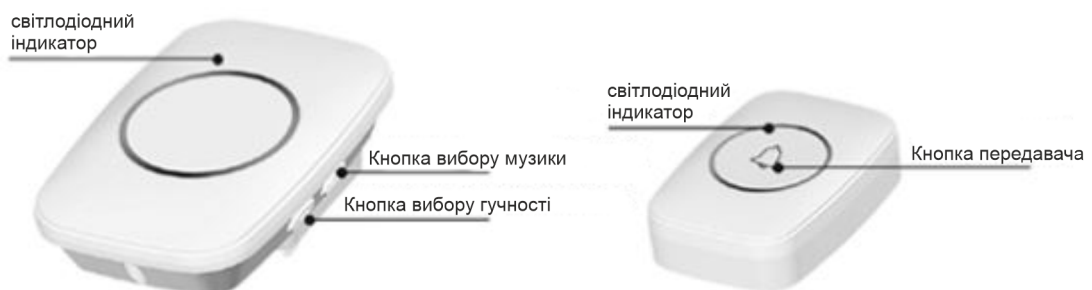 світлодіодний
індикатор
Кнопка вибору музики
Кнопка вибору гучності
світлодіодний
індикатор
Кнопка передавача